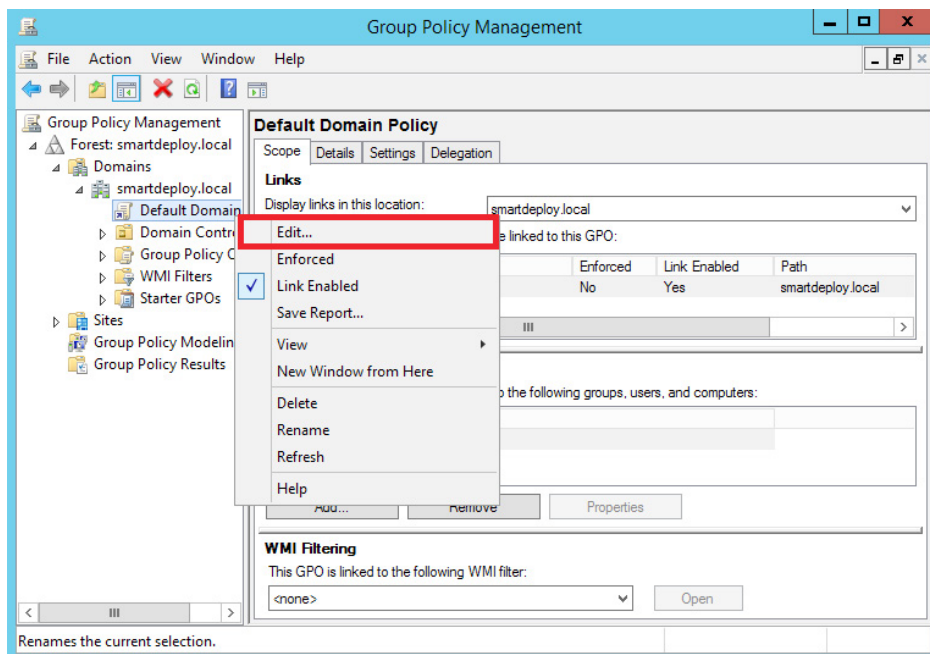 Group Policy Management
File Action View Window Help
Group Policy Management
Forest: smartdeploy.local
Domains
smartdeploy.local
Default Domain
Domain Contr
Group Policy
WMI Filters
Starter GPOs
Sites
Group Policy Modelin
Group Policy Results
Default Domain Policy
Scope Details Settings Delegation
Links
Display links in this location: smartdeploy.local
e linked to this GPO:
Enforced Link Enabled Path
No Yes smartdeploy.local
Edit...
Enforced
Link Enabled
Save Report...
View
New Window from Here
Delete
Rename
Refresh
Help
the following groups, users, and computers:
Add... Remove Properties
WMI Filtering
This GPO is linked to the following WMI filter:
<none> Open
Renames the current selection.